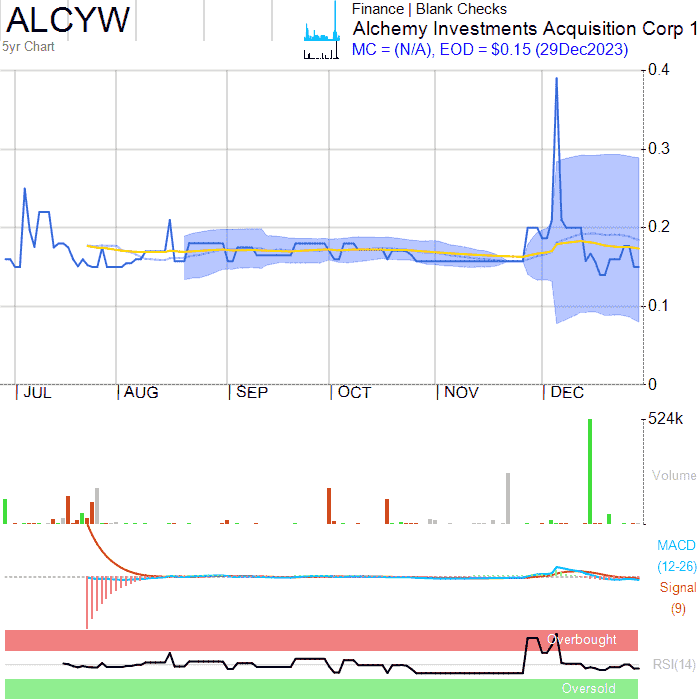 ALCYW
5yr Chart
Finance | Blank Checks
Alchemy Investments Acquisition Corp 1
MC = (N/A), EOD = $0.15 (29Dec2023)
0.4
0.3
0.2
0.1
0
JUL AUG SEP OCT NOV DEC
524k
Volume
MACD
(12-26)
Signal
(9)
Overbought
RSI(14)
Oversold